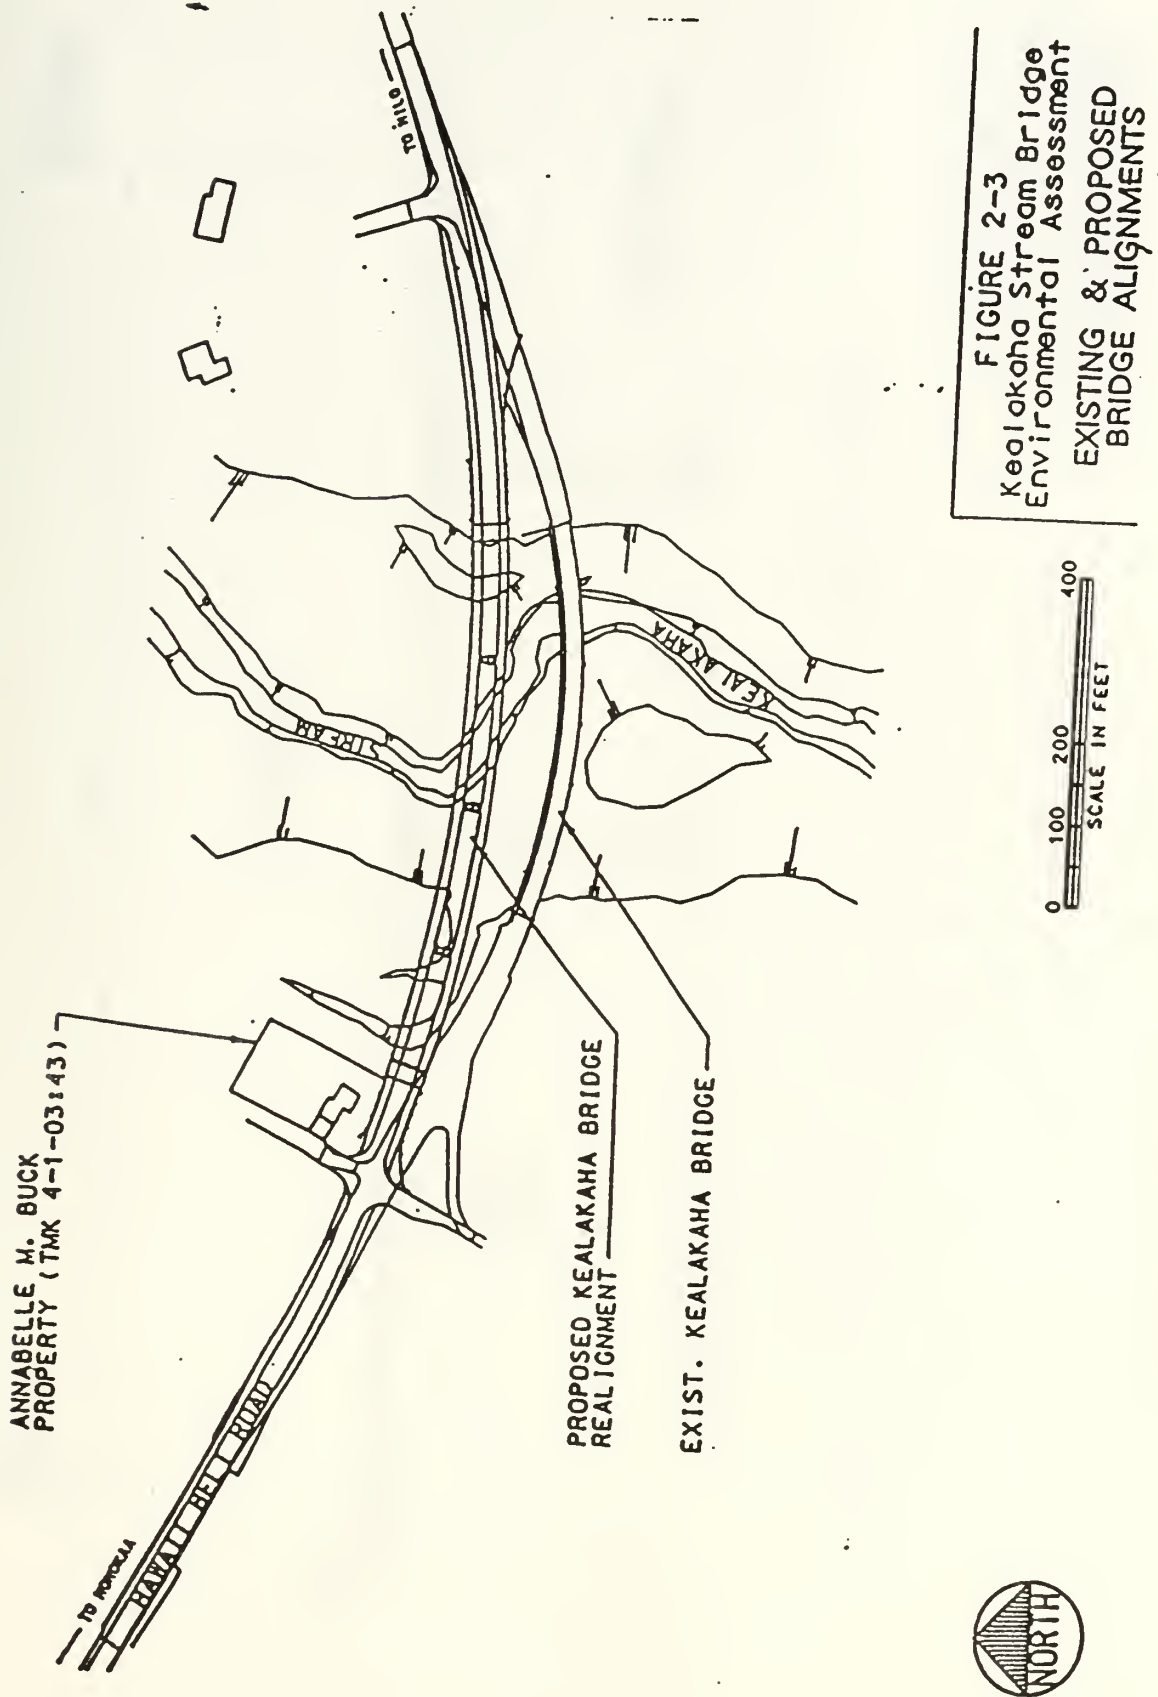 ANNABELLE M. BUCK
PROPERTY (TMK 4-1-03:43)
TO HONOKAA
HAWAII BELT ROAD
TO HILO
STREAM
KEALAKAHA
PROPOSED KEALAKAHA BRIDGE
REALIGNMENT
EXIST. KEALAKAHA BRIDGE
NORTH
0 100 200 400
SCALE IN FEET
FIGURE 2-3
Kealakaha Stream Bridge
Environmental Assessment
EXISTING & PROPOSED
BRIDGE ALIGNMENTS